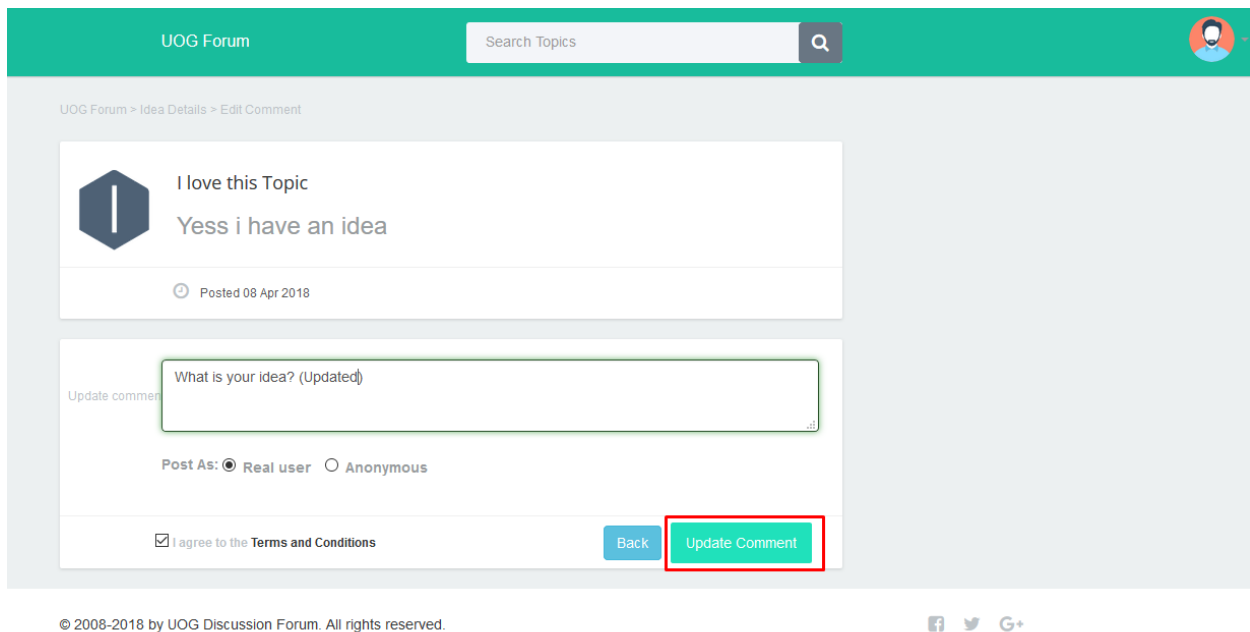 UOG Forum
Search Topics
UOG Forum > Idea Details > Edit Comment
I
I love this Topic
Yess i have an idea
Posted 08 Apr 2018
What is your idea? (Updated)
Update commen
Post As: Real user Anonymous
I agree to the Terms and Conditions
Back
Update Comment
© 2008-2018 by UOG Discussion Forum. All rights reserved.
G+